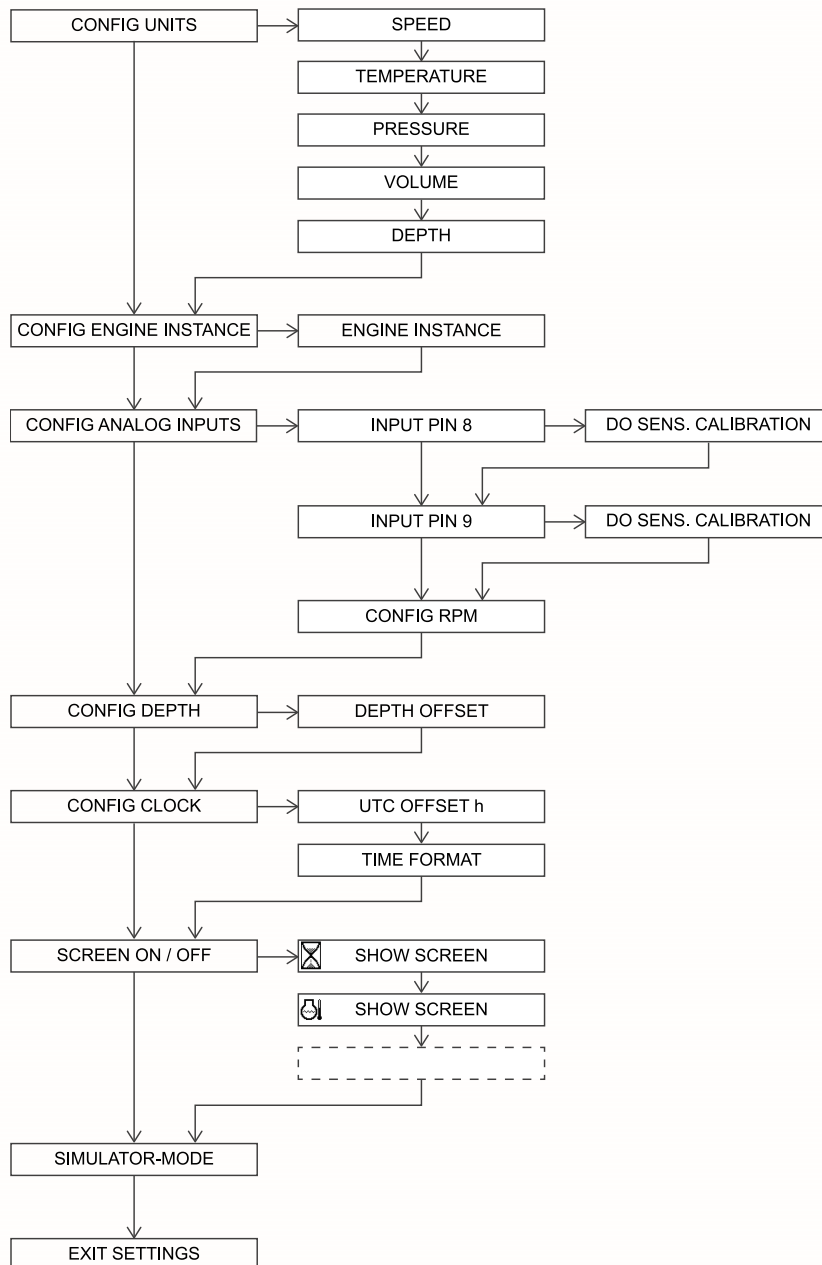 CONFIG UNITS
SPEED
TEMPERATURE
PRESSURE
VOLUME
DEPTH
CONFIG ENGINE INSTANCE
ENGINE INSTANCE
CONFIG ANALOG INPUTS
INPUT PIN 8
DO SENS. CALIBRATION
INPUT PIN 9
DO SENS. CALIBRATION
CONFIG RPM
CONFIG DEPTH
DEPTH OFFSET
CONFIG CLOCK
UTC OFFSET h
TIME FORMAT
SCREEN ON / OFF
SHOW SCREEN
SHOW SCREEN
SIMULATOR-MODE
EXIT SETTINGS